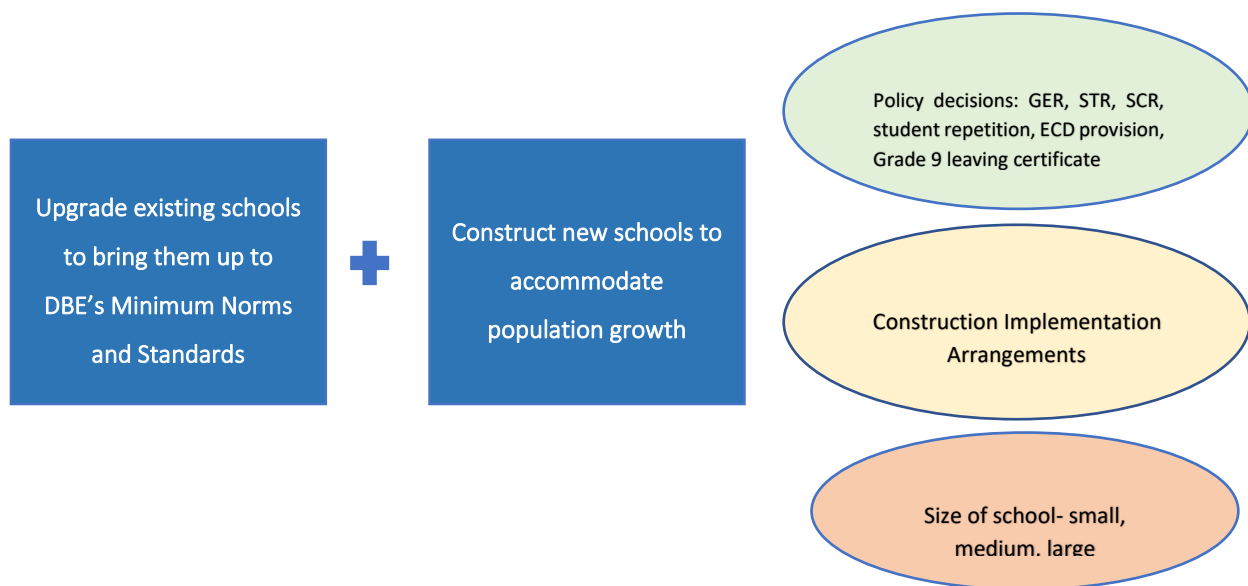 Upgrade existing schools
to bring them up to
DBE's Minimum Norms
and Standards
Construct new schools to
accommodate
population growth
Policy decisions: GER, STR, SCR,
student repetition, ECD provision,
Grade 9 leaving certificate
Construction Implementation
Arrangements
Size of school- small,
medium, large